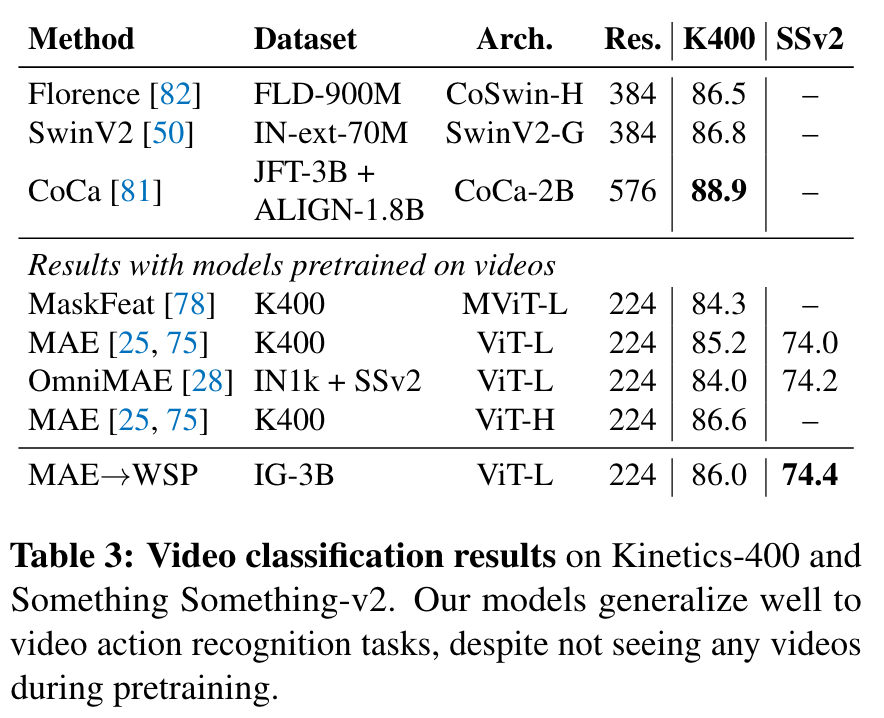 Method Dataset Arch. Res. K400 SSv2
Florence [82] FLD-900M CoSwin-H 384 86.5 –
SwinV2 [50] IN-ext-70M SwinV2-G 384 86.8 –
CoCa [81] JFT-3B + ALIGN-1.8B CoCa-2B 576 88.9 –
Results with models pretrained on videos
MaskFeat [78] K400 MViT-L 224 84.3 –
MAE [25, 75] K400 ViT-L 224 85.2 74.0
OmniMAE [28] IN1k + SSv2 ViT-L 224 84.0 74.2
MAE [25, 75] K400 ViT-H 224 86.6 –
MAE→WSP IG-3B ViT-L 224 86.0 74.4
Table 3: Video classification results on Kinetics-400 and
Something Something-v2. Our models generalize well to
video action recognition tasks, despite not seeing any videos
during pretraining.